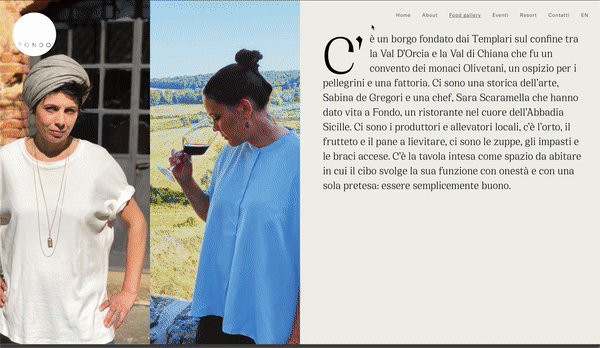 FONDO
Home About Food gallery Eventi Resort Contatti EN
C'è un borgo fondato dai Templari sul confine tra
la Val D'Orcia e la Val di Chiana che fu un
convento dei monaci Olivetani, un ospizio per i
pellegrini e una fattoria. Ci sono una storica dell'arte,
Sabina de Gregori e una chef, Sara Scaramella che hanno
dato vita a Fondo, un ristorante nel cuore dell'Abbadia
Sicille. Ci sono i produttori e allevatori locali, c'è l'orto, il
frutteto e il pane a lievitare, ci sono le zuppe, gli impasti e
le braci accese. C'è la tavola intesa come spazio da abitare
in cui il cibo svolge la sua funzione con onestà e con una
sola pretesa: essere semplicemente buono.